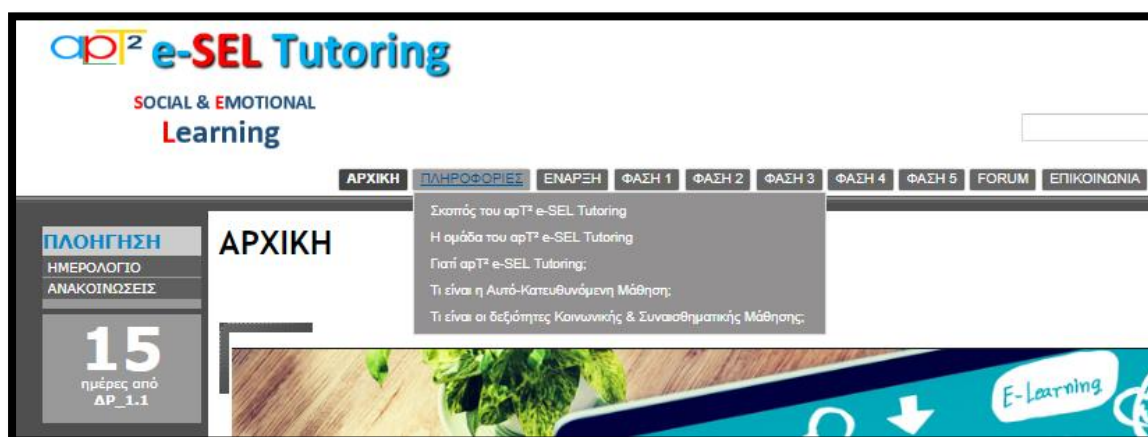 apT² e-SEL Tutoring
SOCIAL & EMOTIONAL
Learning
ΑΡΧΙΚΗ ΠΛΗΡΟΦΟΡΙΕΣ ΕΝΑΡΞΗ ΦΑΣΗ 1 ΦΑΣΗ 2 ΦΑΣΗ 3 ΦΑΣΗ 4 ΦΑΣΗ 5 FORUM ΕΠΙΚΟΙΝΩΝΙΑ
Σκοπός του apT² e-SEL Tutoring
Η ομάδα του apT² e-SEL Tutoring
Γιατί apT² e-SEL Tutoring;
Τι είναι η Αυτό-Κατευθυνόμενη Μάθηση;
Τι είναι οι δεξιότητες Κοινωνικής & Συναισθηματικής Μάθησης;
ΠΛΟΗΓΗΣΗ
ΗΜΕΡΟΛΟΓΙΟ
ΑΝΑΚΟΙΝΩΣΕΙΣ
15
ημέρες από
ΔΡ_1.1
ΑΡΧΙΚΗ
E-Learning